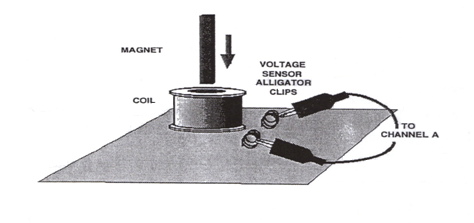 MAGNET
COIL
VOLTAGE
SENSOR
ALLIGATOR
CLIPS
TO
CHANNEL A